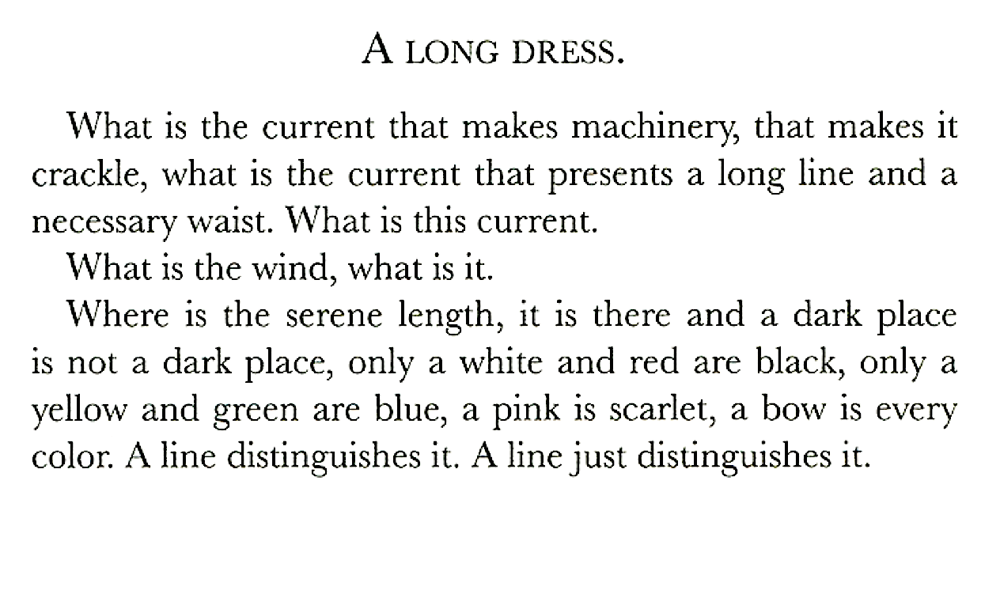 A LONG DRESS.
What is the current that makes machinery, that makes it
crackle, what is the current that presents a long line and a
necessary waist. What is this current.
What is the wind, what is it.
Where is the serene length, it is there and a dark place
is not a dark place, only a white and red are black, only a
yellow and green are blue, a pink is scarlet, a bow is every
color. A line distinguishes it. A line just distinguishes it.